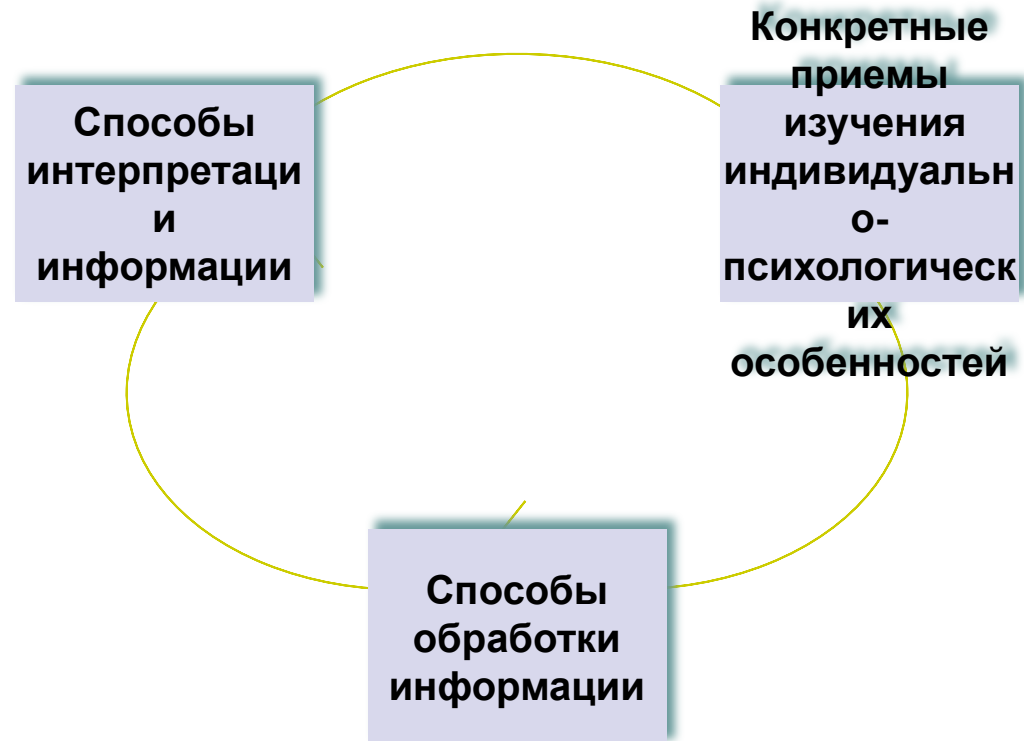 Способы
интерпретаци
и
информации
Конкретные
приемы
изучения
индивидуальн
о-
психологическ
их
особенностей
Способы
обработки
информации